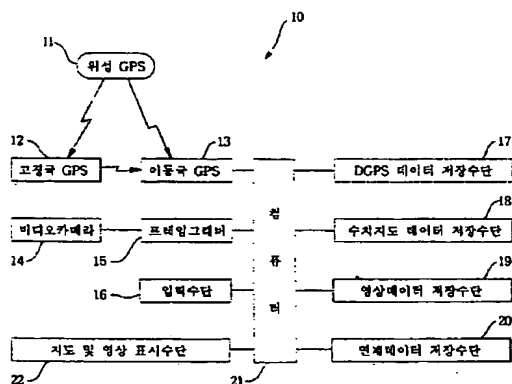 10
11
위성 GPS
12
13
17
고정국 GPS
이동국 GPS
DGPS 데이터 저장수단
18
비디오카메라
프레임그래버
컴퓨터
수치지도 데이터 저장수단
14
15
19
16
입력수단
영상데이터 저장수단
20
지도 및 영상 표시수단
연계데이터 저장수단
22
21